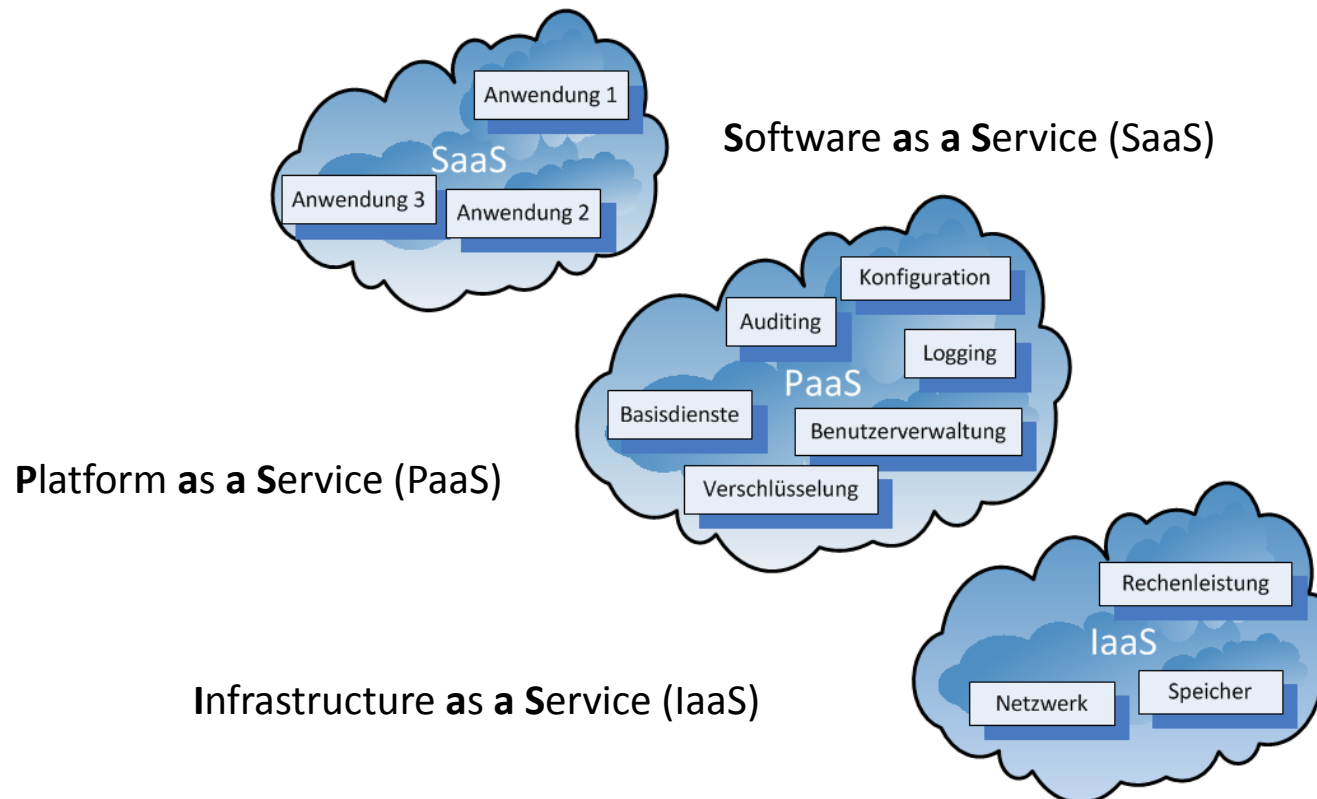 Anwendung 1
SaaS
Anwendung 3
Anwendung 2
Software as a Service (SaaS)
Konfiguration
Auditing
Logging
PaaS
Basisdienste
Benutzerverwaltung
Verschlüsselung
Platform as a Service (PaaS)
Rechenleistung
IaaS
Netzwerk
Speicher
Infrastructure as a Service (IaaS)